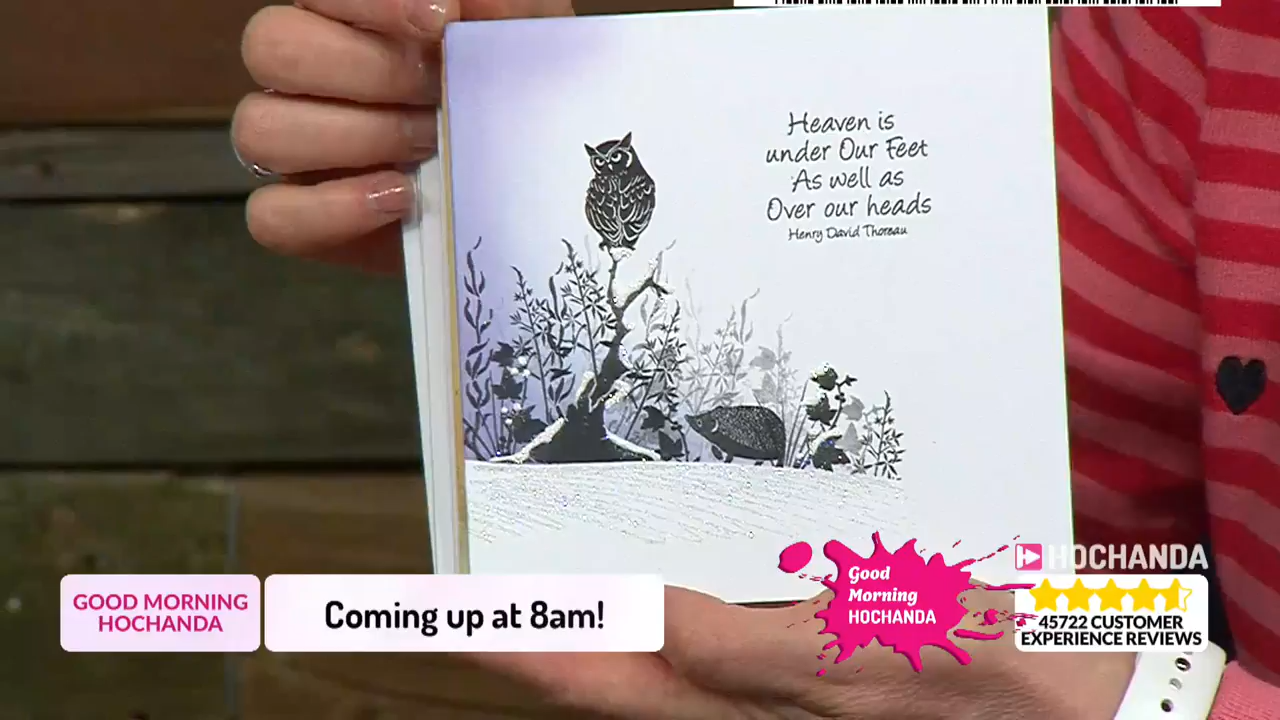 Heaven is
under Our Feet
As well as
Over our heads
Henry David Thoreau
Good
Morning
HOCHANDA
HOCHANDA
GOOD MORNING
HOCHANDA
Coming up at 8am!
45722 CUSTOMER
EXPERIENCE REVIEWS